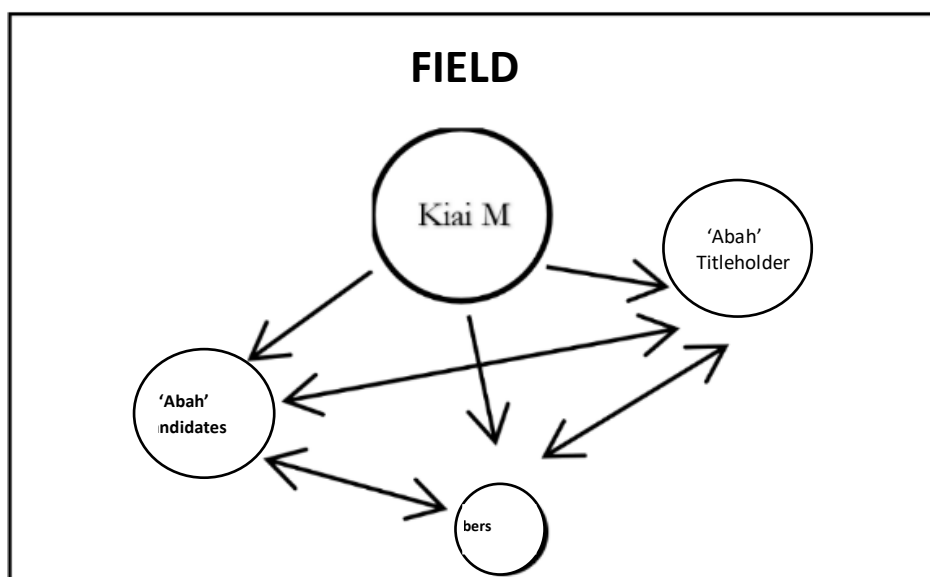 FIELD
Kiai M
‘Abah’
Titleholder
‘Abah’
ndidates
bers